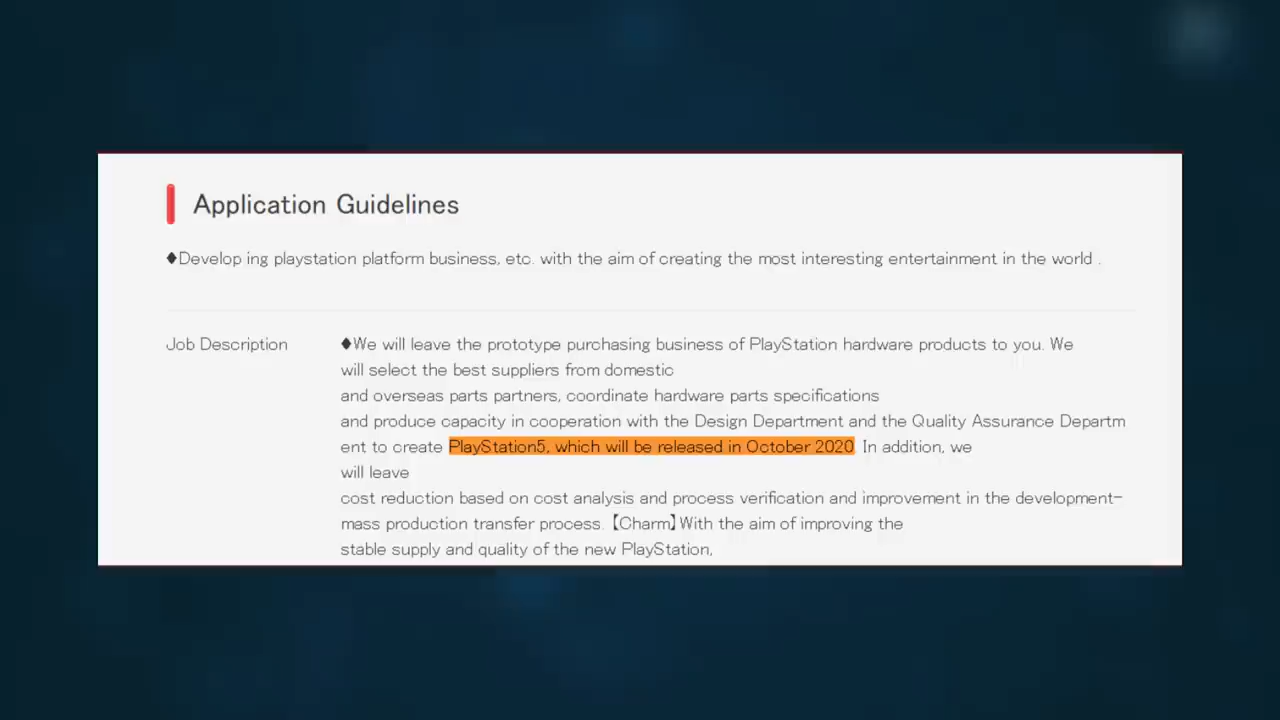 Application Guidelines
♦Develop ing playstation platform business, etc. with the aim of creating the most interesting entertainment in the world .
Job Description
♦We will leave the prototype purchasing business of PlayStation hardware products to you. We
will select the best suppliers from domestic
and overseas parts partners, coordinate hardware parts specifications
and produce capacity in cooperation with the Design Department and the Quality Assurance Departm
ent to create PlayStation5, which will be released in October 2020 In addition, we
will leave
cost reduction based on cost analysis and process verification and improvement in the development-
mass production transfer process. 【Charm】With the aim of improving the
stable supply and quality of the new PlayStation,